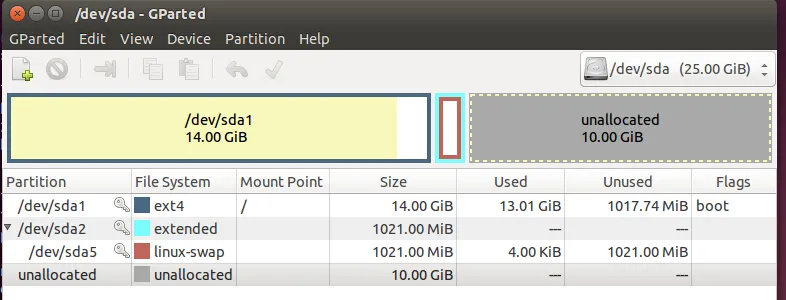 /dev/sda - GParted
GParted Edit View Device Partition Help
/dev/sda (25.00 GiB)
/dev/sda1
14.00 GiB
unallocated
10.00 GiB
Partition File System Mount Point Size Used Unused Flags
/dev/sda1 ext4 / 14.00 GiB 13.01 GiB 1017.74 MiB boot
/dev/sda2 extended 1021.00 MiB --- ---
/dev/sda5 linux-swap 1021.00 MiB 4.00 KiB 1021.00 MiB
unallocated unallocated 10.00 GiB --- ---